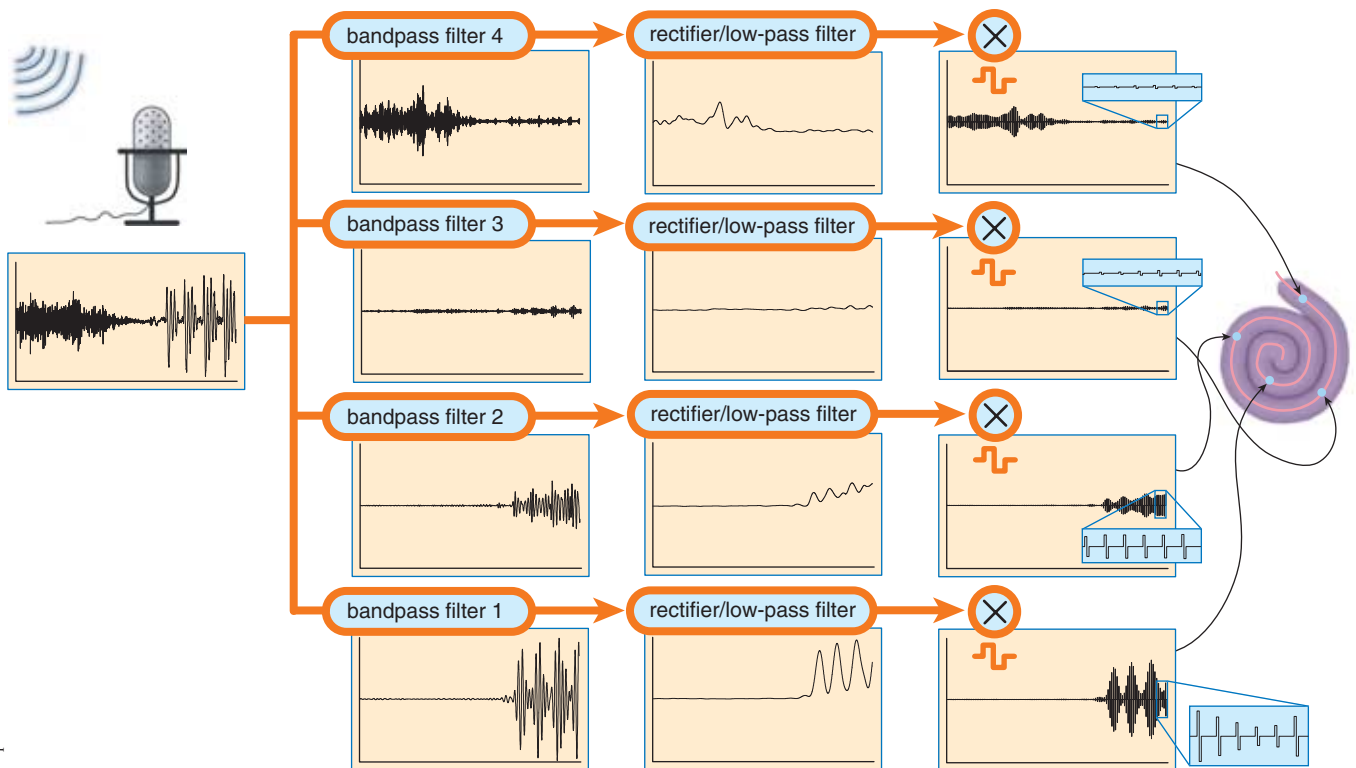 bandpass filter 4
rectifier/low-pass filter
bandpass filter 3
rectifier/low-pass filter
bandpass filter 2
rectifier/low-pass filter
bandpass filter 1
rectifier/low-pass filter